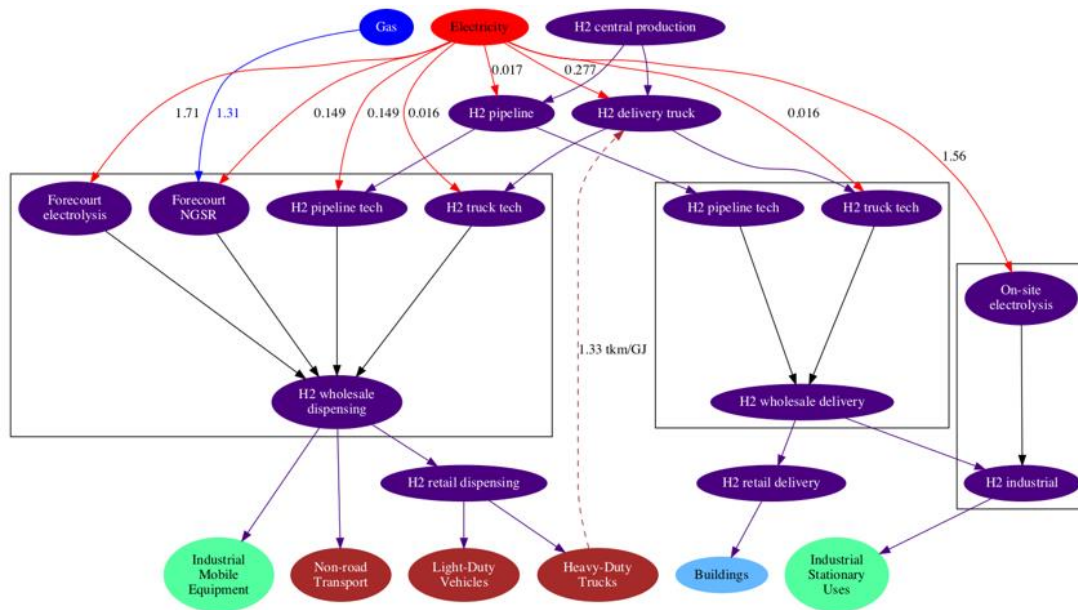 Gas
Electricity
H2 central production
0.017
0.277
1.71
1.31
0.149
0.149
0.016
H2 pipeline
H2 delivery truck
0.016
1.56
Forecourt
electrolysis
Forecourt
NGSR
H2 pipeline tech
H2 truck tech
H2 pipeline tech
H2 truck tech
On-site
electrolysis
1.33 tkm/GJ
H2 wholesale
dispensing
H2 wholesale delivery
H2 retail dispensing
H2 retail delivery
H2 industrial
Industrial
Mobile
Equipment
Non-road
Transport
Light-Duty
Vehicles
Heavy-Duty
Trucks
Buildings
Industrial
Stationary
Uses